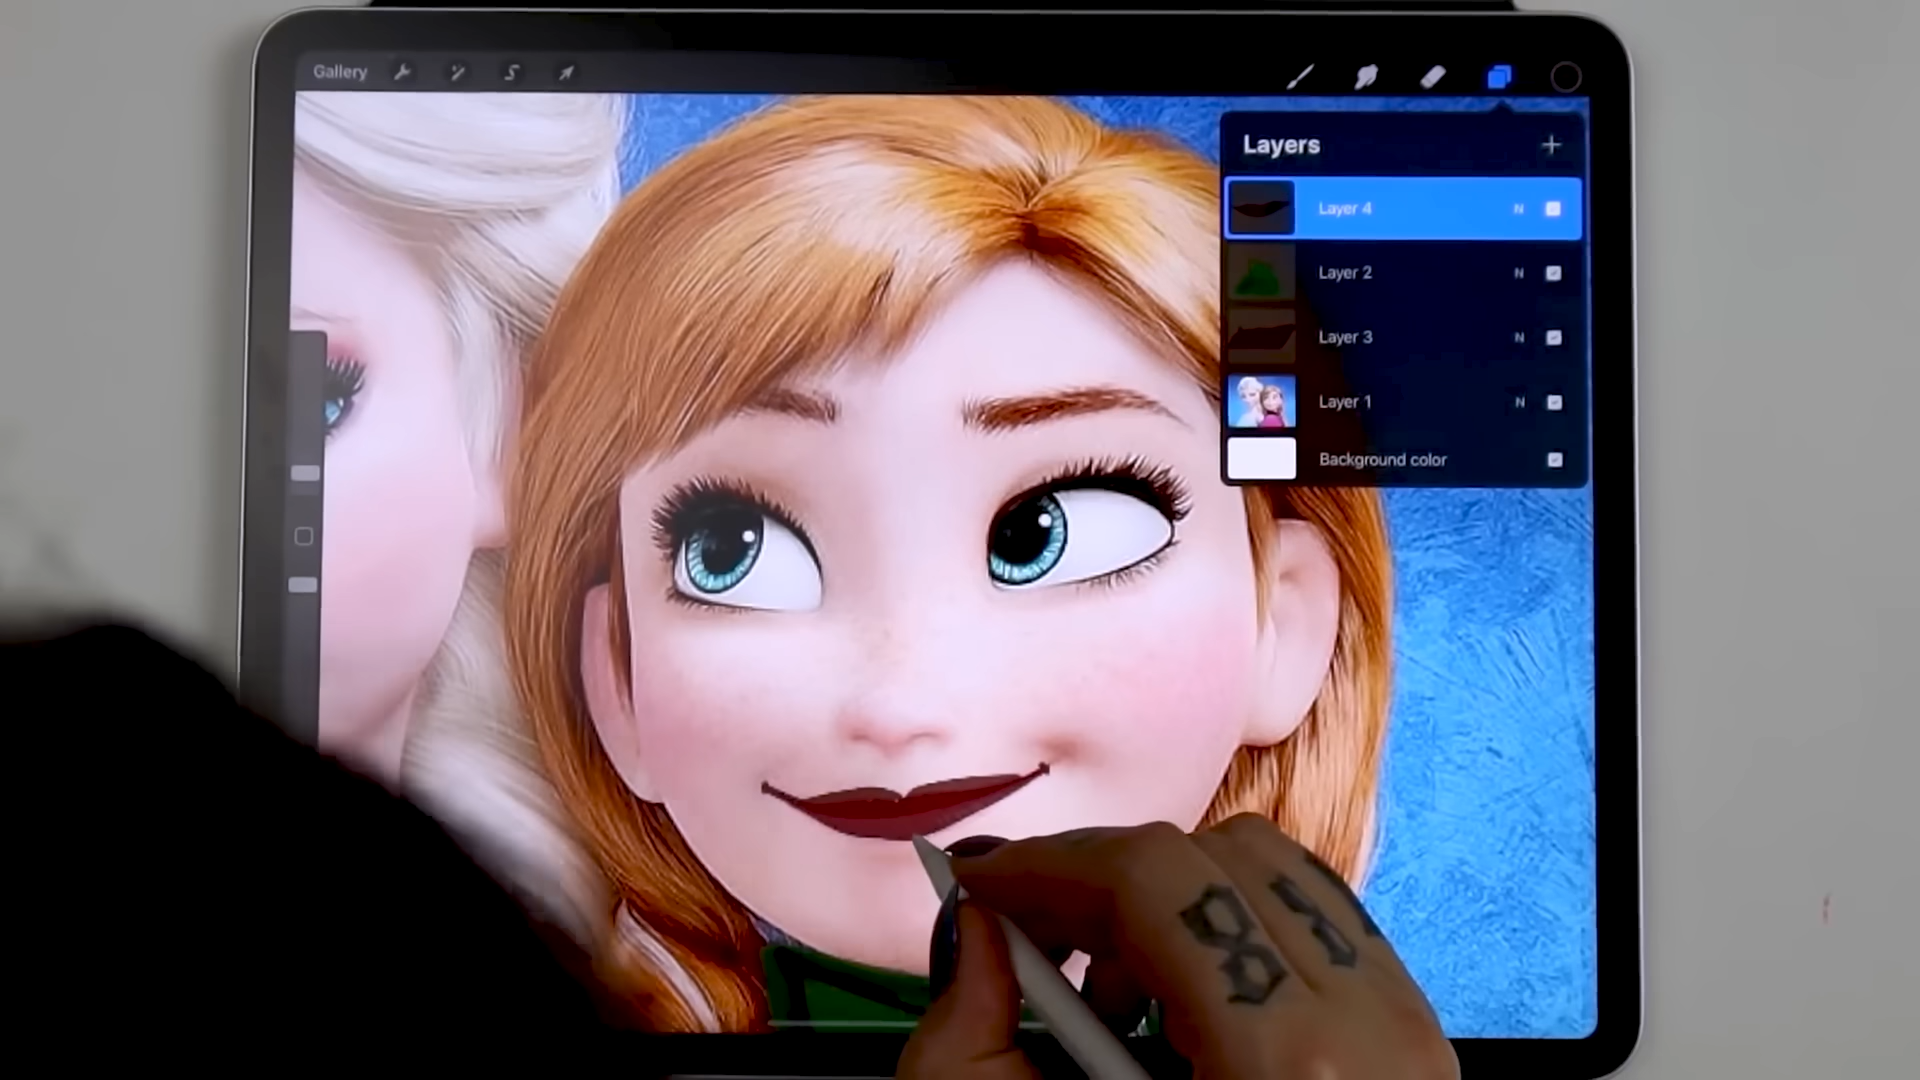 Gallery
Layers
Layer 4 N
Layer 2 N
Layer 3 N
Layer 1 N
Background color